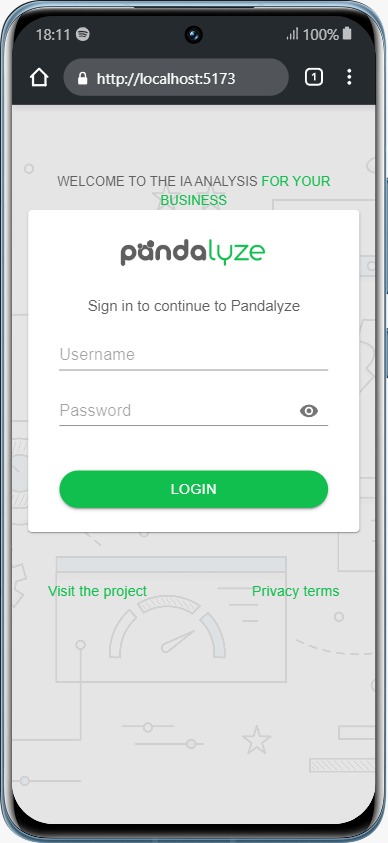 18:11 100%
http://localhost:5173 1
WELCOME TO THE IA ANALYSIS FOR YOUR
BUSINESS
pandalyze
Sign in to continue to Pandalyze
Username
Password
LOGIN
Visit the project Privacy terms